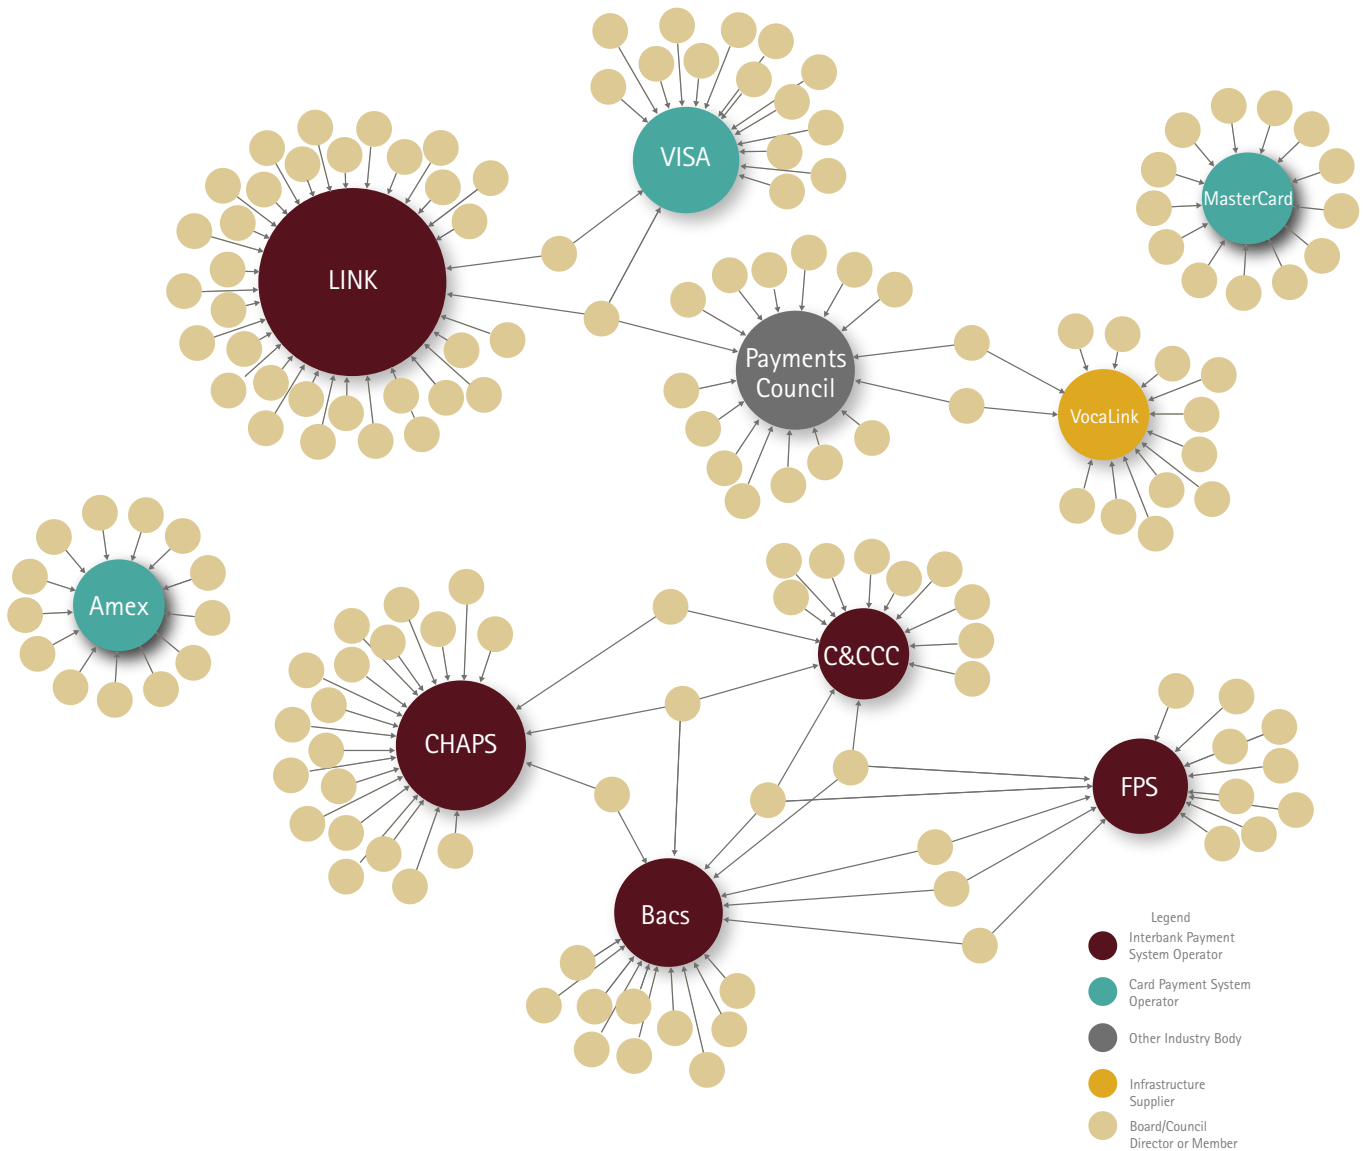 VISA
MasterCard
LINK
Payments
Council
VocaLink
Amex
C&CCC
CHAPS
FPS
Bacs
Legend
Interbank Payment
System Operator
Card Payment System
Operator
Other Industry Body
Infrastructure
Supplier
Board/Council
Director or Member